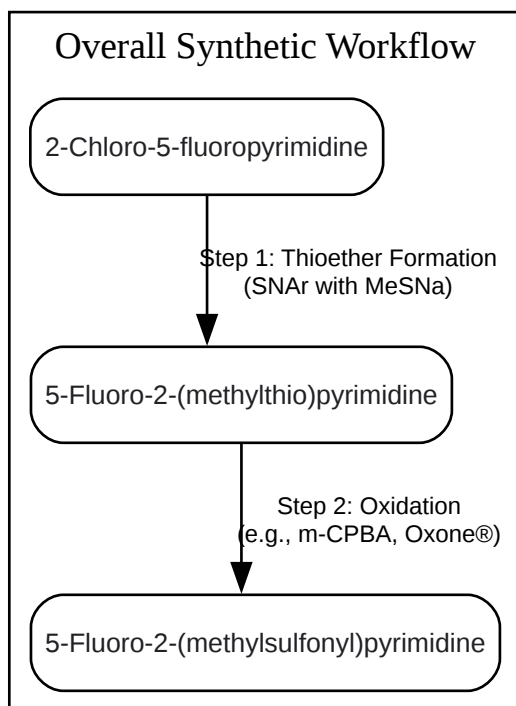 Overall Synthetic Workflow
2-Chloro-5-fluoropyrimidine
Step 1: Thioether Formation
(SNAr with MeSNa)
5-Fluoro-2-(methylthio)pyrimidine
Step 2: Oxidation
(e.g., m-CPBA, Oxone®)
5-Fluoro-2-(methylsulfonyl)pyrimidine